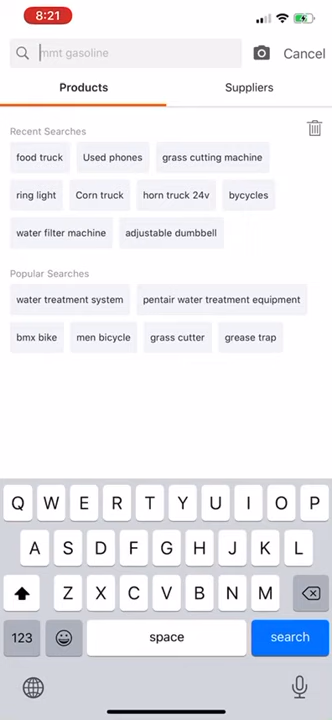 8:21
mmt gasoline
Cancel
Products
Suppliers
Recent Searches
food truck
Used phones
grass cutting machine
ring light
Corn truck
horn truck 24v
bycycles
water filter machine
adjustable dumbbell
Popular Searches
water treatment system
pentair water treatment equipment
bmx bike
men bicycle
grass cutter
grease trap
Q W E R T Y U I O P
A S D F G H J K L
Z X C V B N M
123
space
search